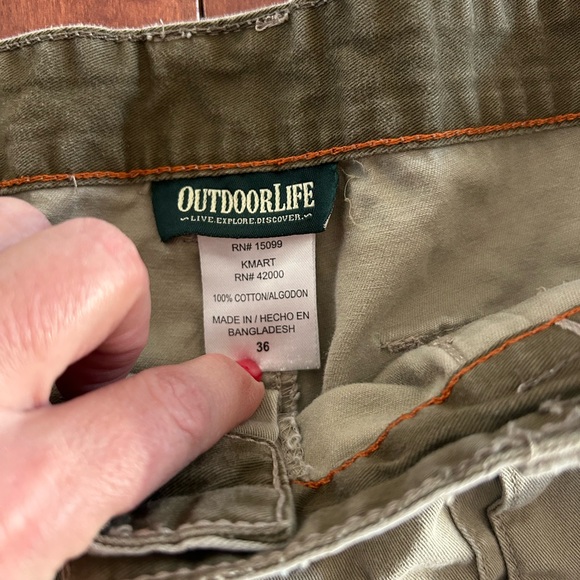 OUTDOORLIFE
~LIVE.EXPLORE.DISCOVER.~
RN# 15099
KMART
RN# 42000
100% COTTON/ALGODON
MADE IN / HECHO EN
BANGLADESH
36